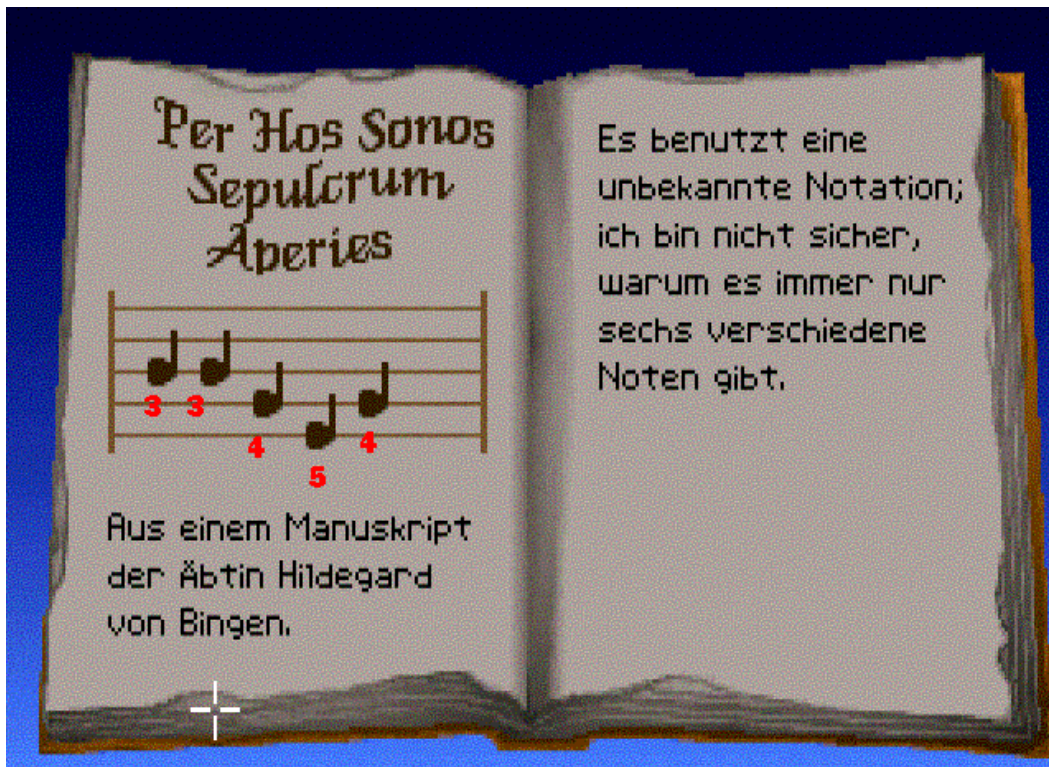 Per Hos Sonos
Sepulcrum
Aperies
3 3
4 4
5
Aus einem Manuskript
der Äbtin Hildegard
von Bingen.
Es benutzt eine
unbekannte Notation;
ich bin nicht sicher,
warum es immer nur
sechs verschiedene
Noten gibt.